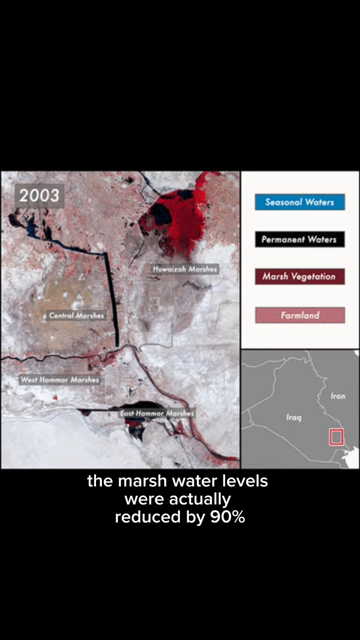 2003
Seasonal Waters
Permanent Waters
Marsh Vegetation
Farmland
Huwaizah Marshes
Central Marshes
West Hammar Marshes
East Hammar Marshes
Iran
Iraq
the marsh water levels
were actually
reduced by 90%